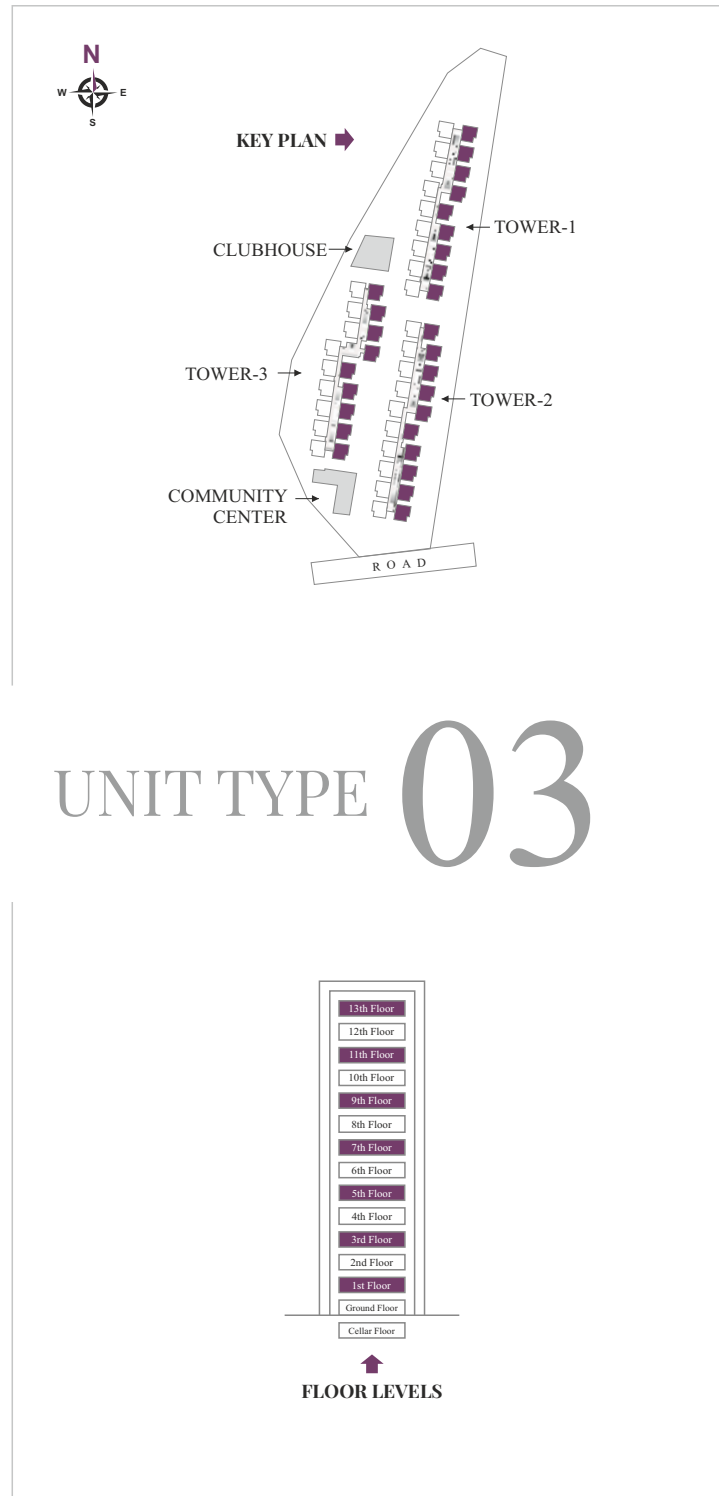 N
W E
S
KEY PLAN
TOWER-1
CLUBHOUSE
TOWER-3
TOWER-2
COMMUNITY
CENTER
ROAD
UNIT TYPE 03
13th Floor
12th Floor
11th Floor
10th Floor
9th Floor
8th Floor
7th Floor
6th Floor
5th Floor
4th Floor
3rd Floor
2nd Floor
1st Floor
Ground Floor
Cellar Floor
FLOOR LEVELS